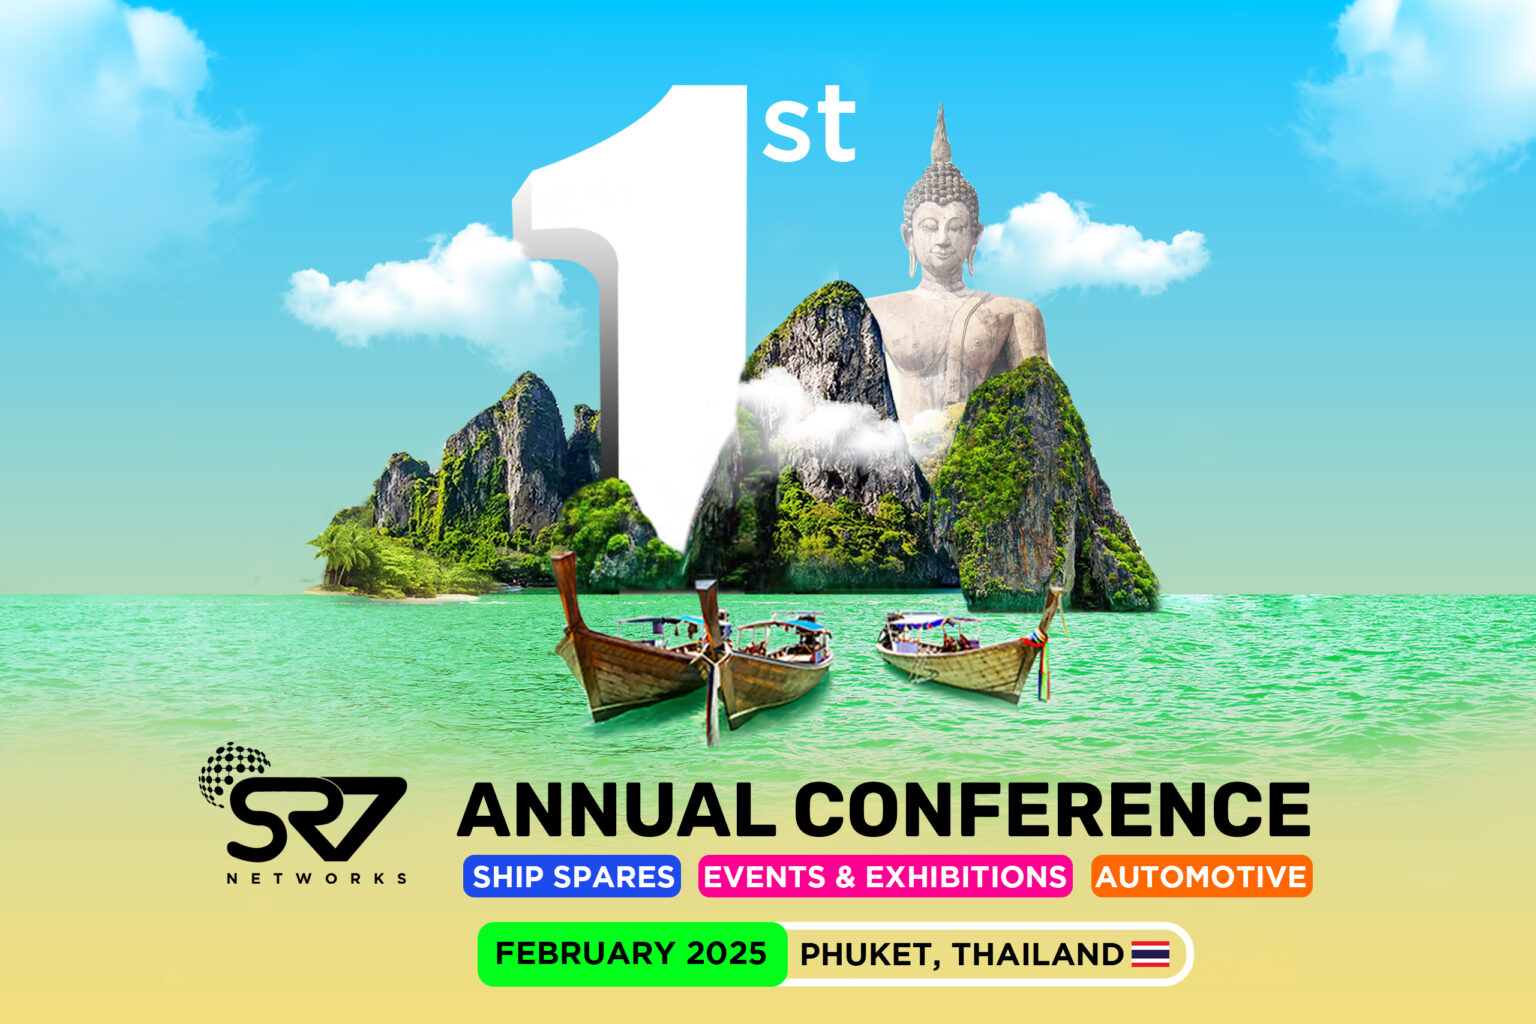 1st
SR7
NETWORKS
ANNUAL CONFERENCE
SHIP SPARES
EVENTS & EXHIBITIONS
AUTOMOTIVE
FEBRUARY 2025
PHUKET, THAILAND